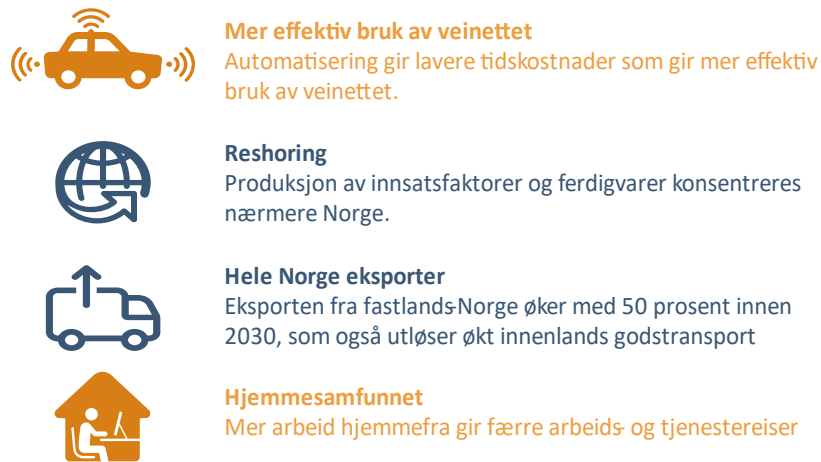 Mer effektiv bruk av veinettet
Automatisering gir lavere tidskostnader som gir mer effektiv
bruk av veinettet.
Reshoring
Produksjon av innsatsfaktorer og ferdigvarer konsentreres
nærmere Norge.
Hele Norge eksporter
Eksporten fra fastlands-Norge øker med 50 prosent innen
2030, som også utløser økt innenlands godstransport
Hjemmesamfunnet
Mer arbeid hjemmefra gir færre arbeids- og tjenestereiser